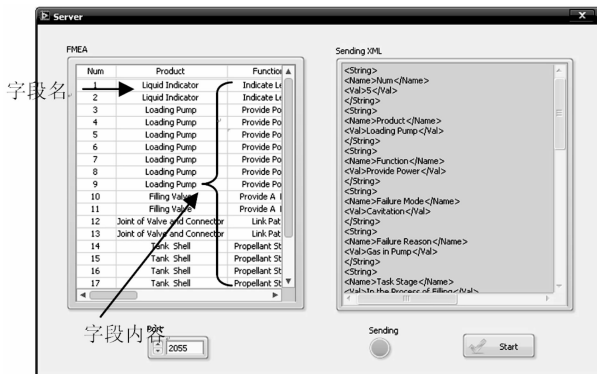 Server
FMEA
Num Product Function
1 Liquid Indicator Indicate Le
2 Liquid Indicator Indicate Le
3 Loading Pump Provide Po
4 Loading Pump Provide Po
5 Loading Pump Provide Po
6 Loading Pump Provide Po
7 Loading Pump Provide Po
8 Loading Pump Provide Po
9 Loading Pump Provide Po
10 Filling Valve Provide A
11 Filling Valve Provide A
12 Joint of Valve and Connector Link Pat
13 Joint of Valve and Connector Link Pat
14 Tank Shell Propellant St
15 Tank Shell Propellant St
16 Tank Shell Propellant St
17 Tank Shell Propellant St
字段名
字段内容
Port
2055
Sending XML
<String>
<Name>Num</Name>
<Val>5</Val>
</String>
<String>
<Name>Product</Name>
<Val>Loading Pump</Val>
</String>
<String>
<Name>Function</Name>
<Val>Provide Power</Val>
</String>
<String>
<Name>Failure Mode</Name>
<Val>Cavitation</Val>
</String>
<String>
<Name>Failure Reason</Name>
<Val>Gas in Pump</Val>
</String>
<String>
<Name>Task Stage</Name>
<Val>In the Process of Filling</Val>
Sending
Start